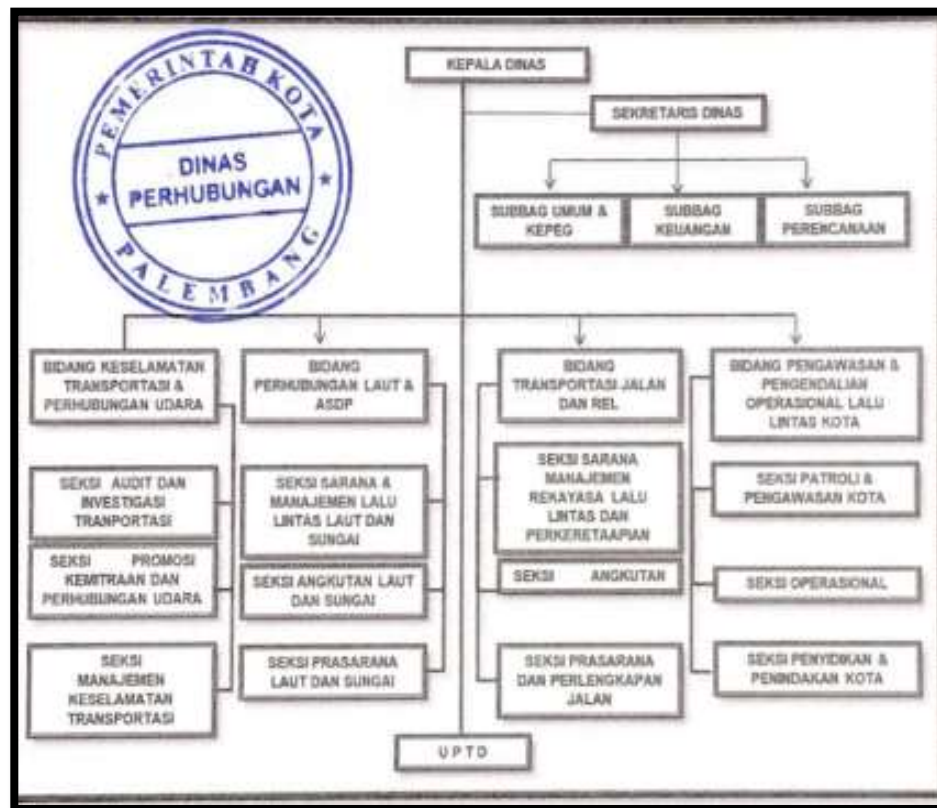 PEMERINTAH KOTA
DINAS
PERHUBUNGAN
PALEMBANG
KEPALA DINAS
SEKRETARIS DINAS
SUBBAG UMUM &
KEPEG
SUBBAG
KEUANGAN
SUBBAG
PERENCANAAN
BIDANG KESELAMATAN
TRANSPORTASI &
PERHUBUNGAN UDARA
SEKSI AUDIT DAN
INVESTIGASI
TRANPORTASI
SEKSI PROMOSI
KEMITRAAN DAN
PERHUBUNGAN UDARA
SEKSI
MANAJEMEN
KESELAMATAN
TRANSPORTASI
BIDANG
PERHUBUNGAN LAUT &
ASDP
SEKSI SARANA &
MANAJEMEN LALU
LINTAS LAUT DAN
SUNGAI
SEKSI ANGKUTAN LAUT
DAN SUNGAI
SEKSI PRASARANA
LAUT DAN SUNGAI
BIDANG
TRANSPORTASI JALAN
DAN REL
SEKSI SARANA
MANAJEMEN
REKAYASA LALU
LINTAS DAN
PERKERETAAPIAN
SEKSI ANGKUTAN
SEKSI PRASARANA
DAN PERLENGKAPAN
JALAN
BIDANG PENGAWASAN &
PENGENDALIAN
OPERASIONAL LALU
LINTAS KOTA
SEKSI PATROLI &
PENGAWASAN KOTA
SEKSI OPERASIONAL
SEKSI PENYIDIKAN &
PENINDAKAN KOTA
UPTD